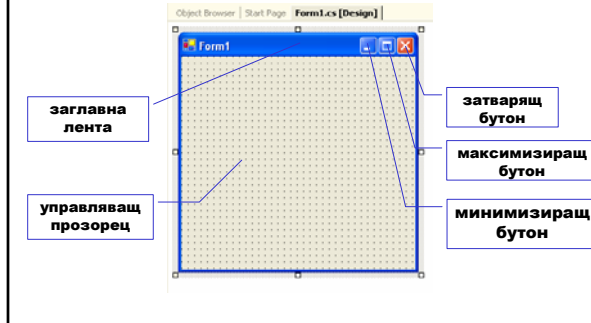 Object Browser | Start Page | Form1.cs [Design]
Form1
заглавна
лента
затварящ
бутон
максимизиращ
бутон
управляващ
прозорец
минимизиращ
бутон